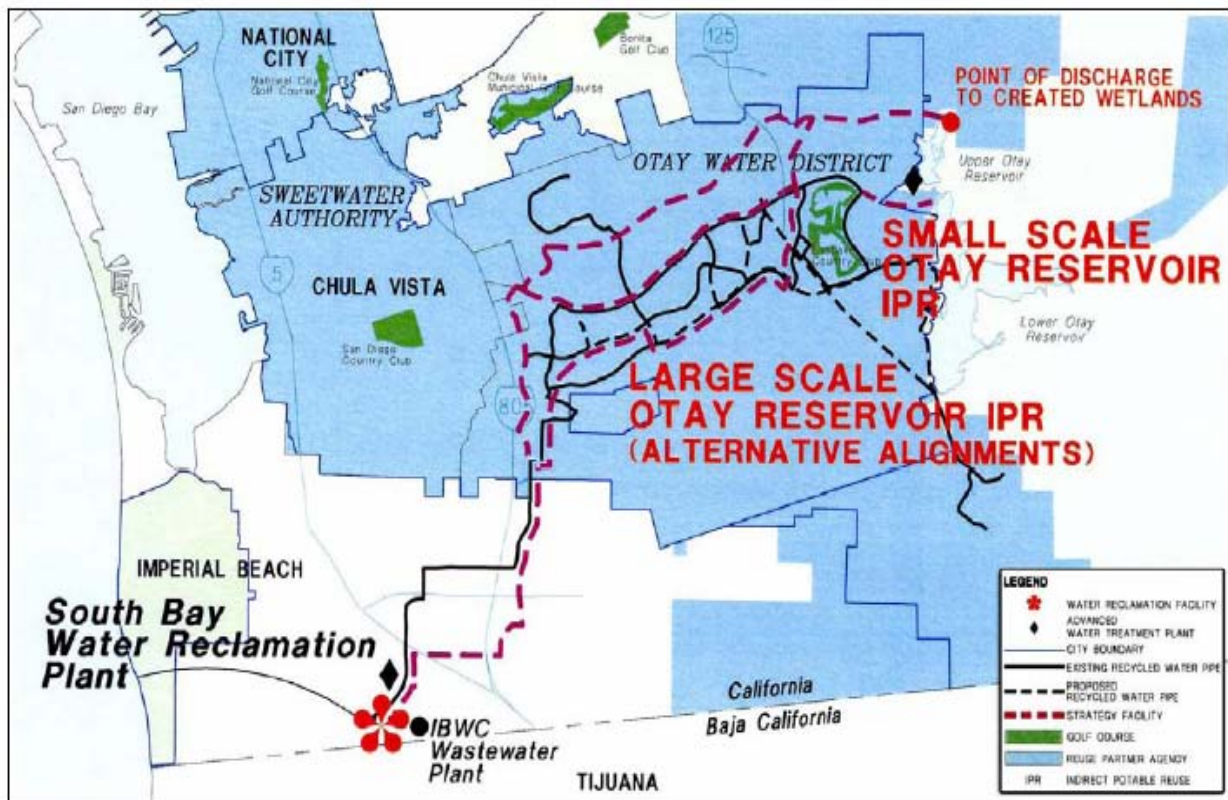 NATIONAL
CITY
National City
Golf Course
San Diego Bay
Bonita
Golf Club
125
Chula Vista
Municipal
POINT OF DISCHARGE
TO CREATED WETLANDS
OTAY WATER DISTRICT
Upper Otay
Reservoir
SWEETWATER
AUTHORITY
SMALL SCALE
OTAY RESERVOIR
IPR
Country Club
5
CHULA VISTA
Lower Otay
Reservoir
San Diego
Country Club
805
LARGE SCALE
OTAY RESERVOIR IPR
(ALTERNATIVE ALIGNMENTS)
IMPERIAL BEACH
South Bay
Water Reclamation
Plant
California
Baja California
IBWC
Wastewater
Plant
TIJUANA
LEGEND
WATER RECLAMATION FACILITY
ADVANCED
WATER TREATMENT PLANT
CITY BOUNDARY
EXISTING RECYCLED WATER PIPE
PROPOSED
RECYCLED WATER PIPE
STRATEGY FACILITY
GOLF COURSE
REUSE PARTNER AGENCY
IPR INDIRECT POTABLE REUSE